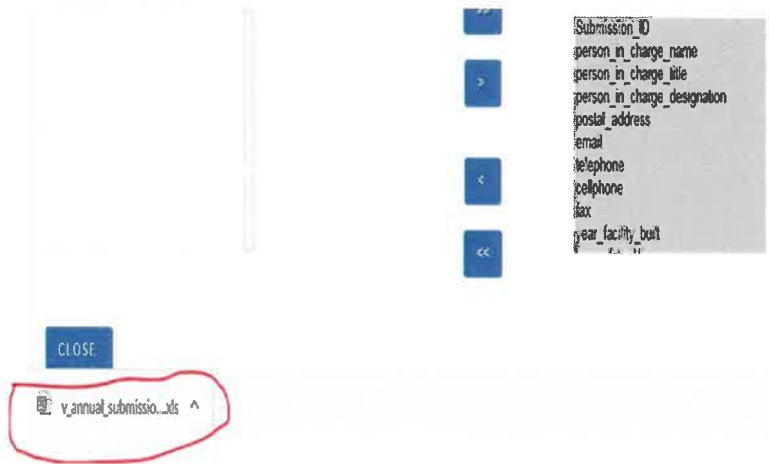 >>
Submission_ID
person_in_charge_name
person_in_charge_title
>
person_in_charge_designation
postal_address
email
telephone
<
cellphone
fax
year_facility_built
<<
CLOSE
v_annual_submissio....xls ^